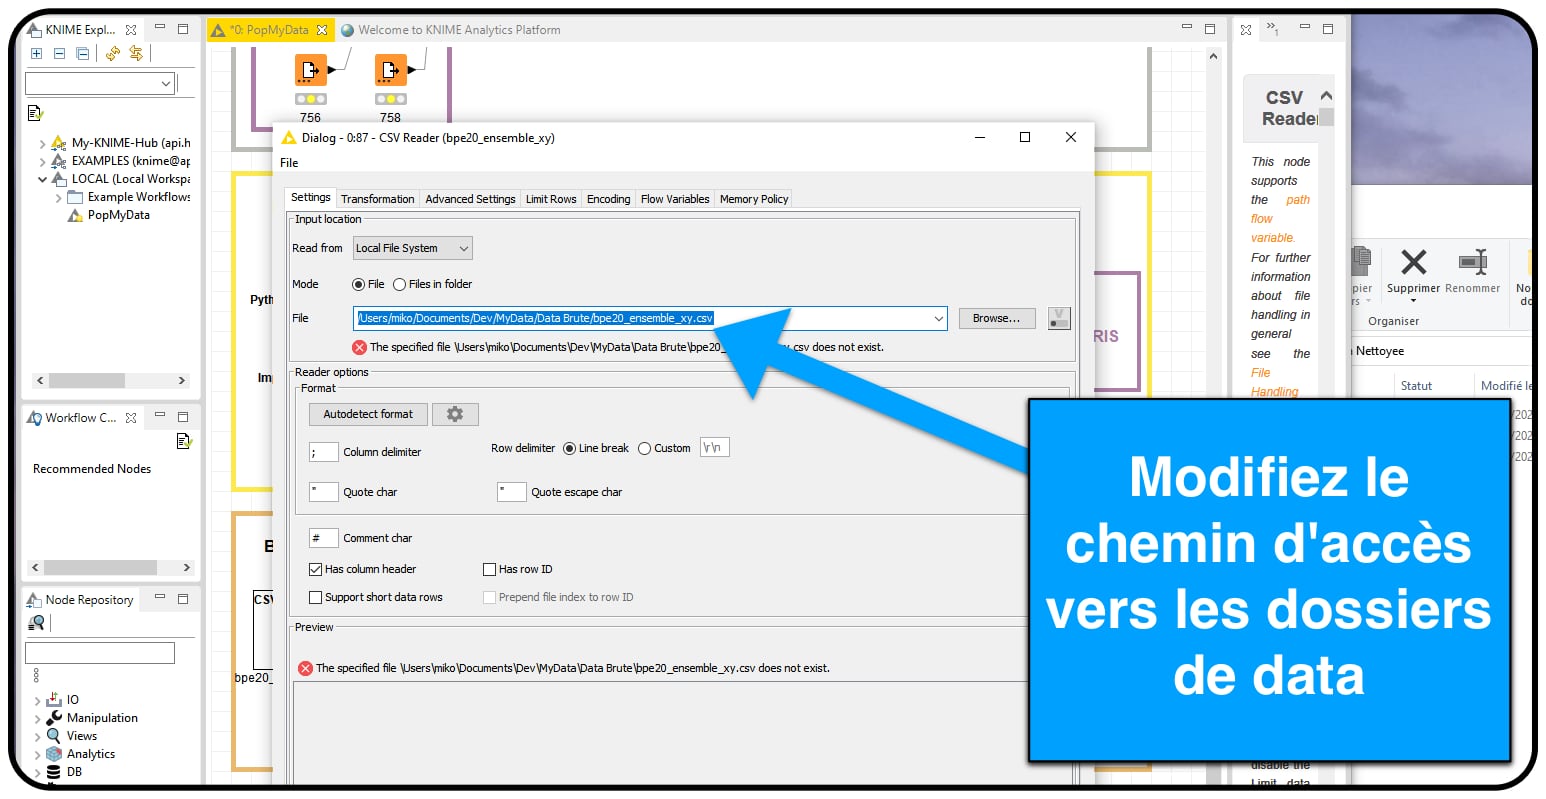 KNIME Expl...
*0: PopMyData
Welcome to KNIME Analytics Platform
My-KNIME-Hub (api.h
EXAMPLES (knime@ap
LOCAL (Local Workspa
Example Workflows
PopMyData
756
758
Dialog - 0:87 - CSV Reader (bpe20_ensemble_xy)
File
Settings
Transformation
Advanced Settings
Limit Rows
Encoding
Flow Variables
Memory Policy
Input location
Read from
Local File System
Mode
File
Files in folder
File
/Users/miko/Documents/Dev/MyData/Data Brute/bpe20_ensemble_xy.csv
Browse...
V
The specified file \Users\miko\Documents\Dev\MyData\Data Brute\bpe20_
.csv does not exist.
Reader options
Format
Autodetect format
;
Column delimiter
Row delimiter
Line break
Custom
\r\n
"
Quote char
"
Quote escape char
#
Comment char
Has column header
Has row ID
Support short data rows
Prepend file index to row ID
Preview
The specified file \Users\miko\Documents\Dev\MyData\Data Brute\bpe20_ensemble_xy.csv does not exist.
Pyth
Imp
B
CSV
bpe20_
RIS
Workflow C...
Recommended Nodes
Node Repository
IO
Manipulation
Views
Analytics
DB
1
CSV
Reader
This node
supports
the path
flow
variable.
For further
information
about file
handling in
general
see the
File
Handling
disable the
Limit data
pier
rs
Supprimer
Renommer
No
do
Organiser
Nettoyee
Statut
Modifié le
/202
/202
/202
Modifiez le
chemin d'accès
vers les dossiers
de data